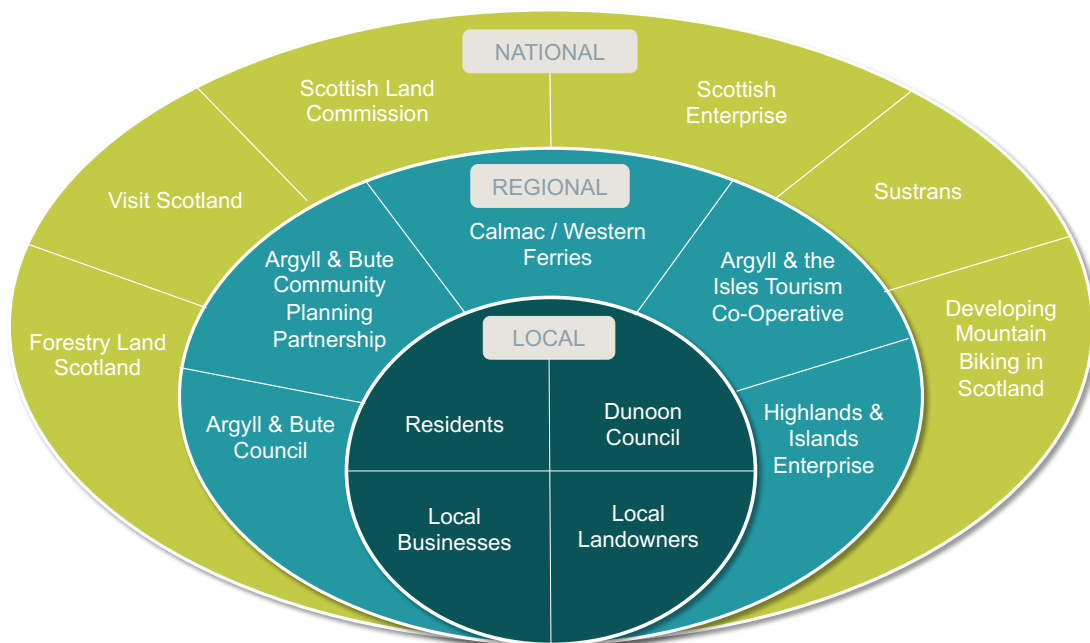 NATIONAL
Scottish Land
Commission
Scottish
Enterprise
Visit Scotland
Sustrans
Forestry Land
Scotland
Developing
Mountain
Biking in
Scotland
REGIONAL
Calmac / Western
Ferries
Argyll & Bute
Community
Planning
Partnership
Argyll & the
Isles Tourism
Co-Operative
Argyll & Bute
Council
Highlands &
Islands
Enterprise
LOCAL
Residents
Dunoon
Council
Local
Businesses
Local
Landowners